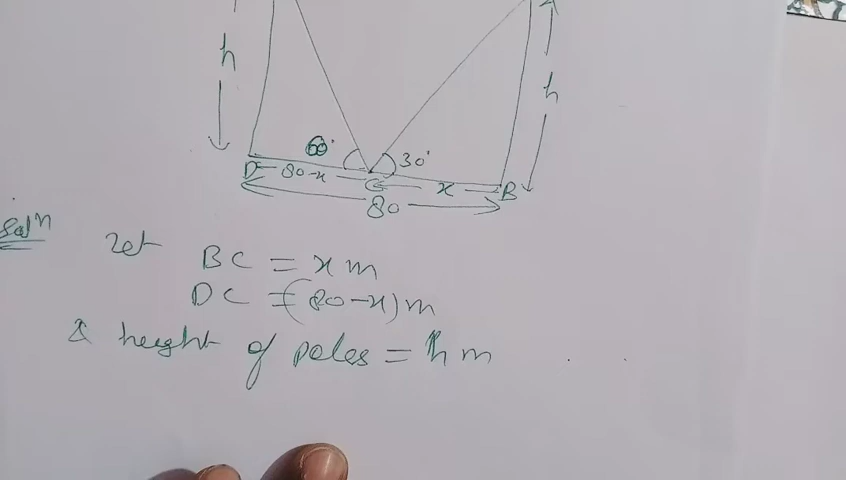 h
h
60° 30°
D 80-x C x B
80
Solⁿ Let BC = x m
DC = (80-x) m
& height of poles = h m